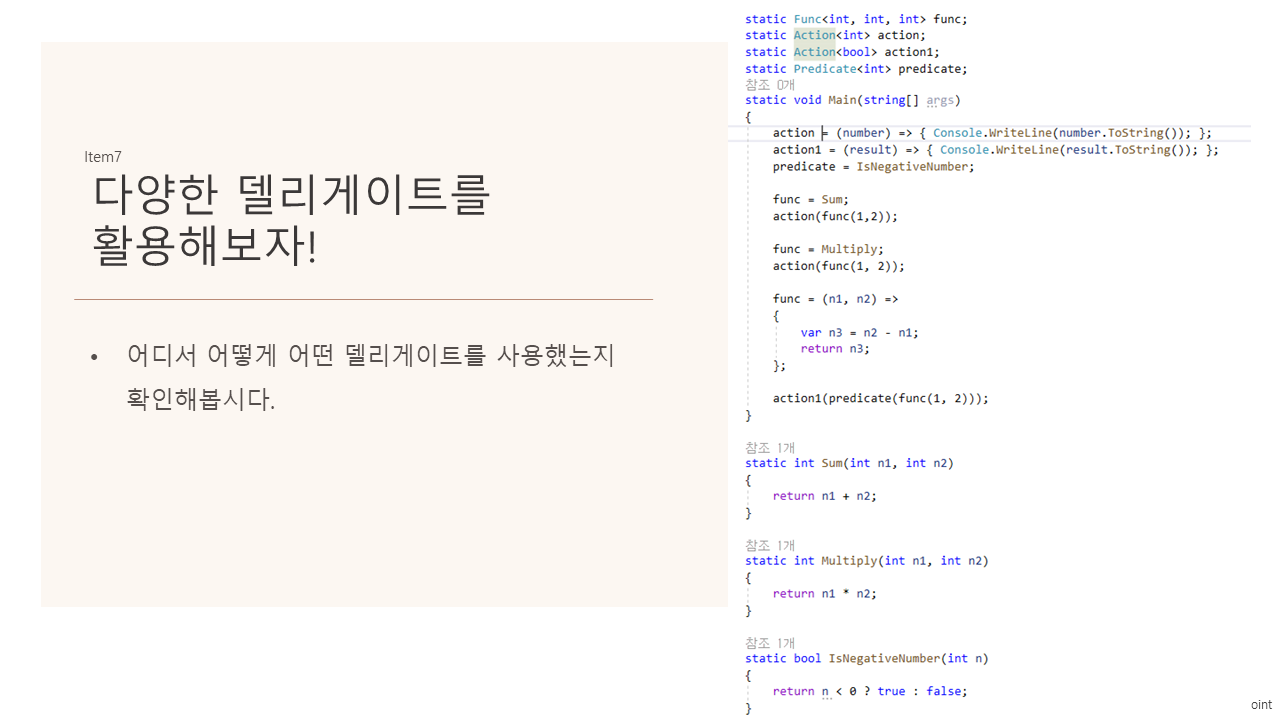 Item7
다양한 델리게이트를
활용해보자!
• 어디서 어떻게 어떤 델리게이트를 사용했는지
확인해봅시다.
static Func<int, int, int> func;
static Action<int> action;
static Action<bool> action1;
static Predicate<int> predicate;
참조 0개
static void Main(string[] args)
{
action = (number) => { Console.WriteLine(number.ToString()); };
action1 = (result) => { Console.WriteLine(result.ToString()); };
predicate = IsNegativeNumber;
func = Sum;
action(func(1,2));
func = Multiply;
action(func(1, 2));
func = (n1, n2) =>
{
var n3 = n2 - n1;
return n3;
};
action1(predicate(func(1, 2)));
}
참조 1개
static int Sum(int n1, int n2)
{
return n1 + n2;
}
참조 1개
static int Multiply(int n1, int n2)
{
return n1 * n2;
}
참조 1개
static bool IsNegativeNumber(int n)
{
return n < 0 ? true : false;
}
oint